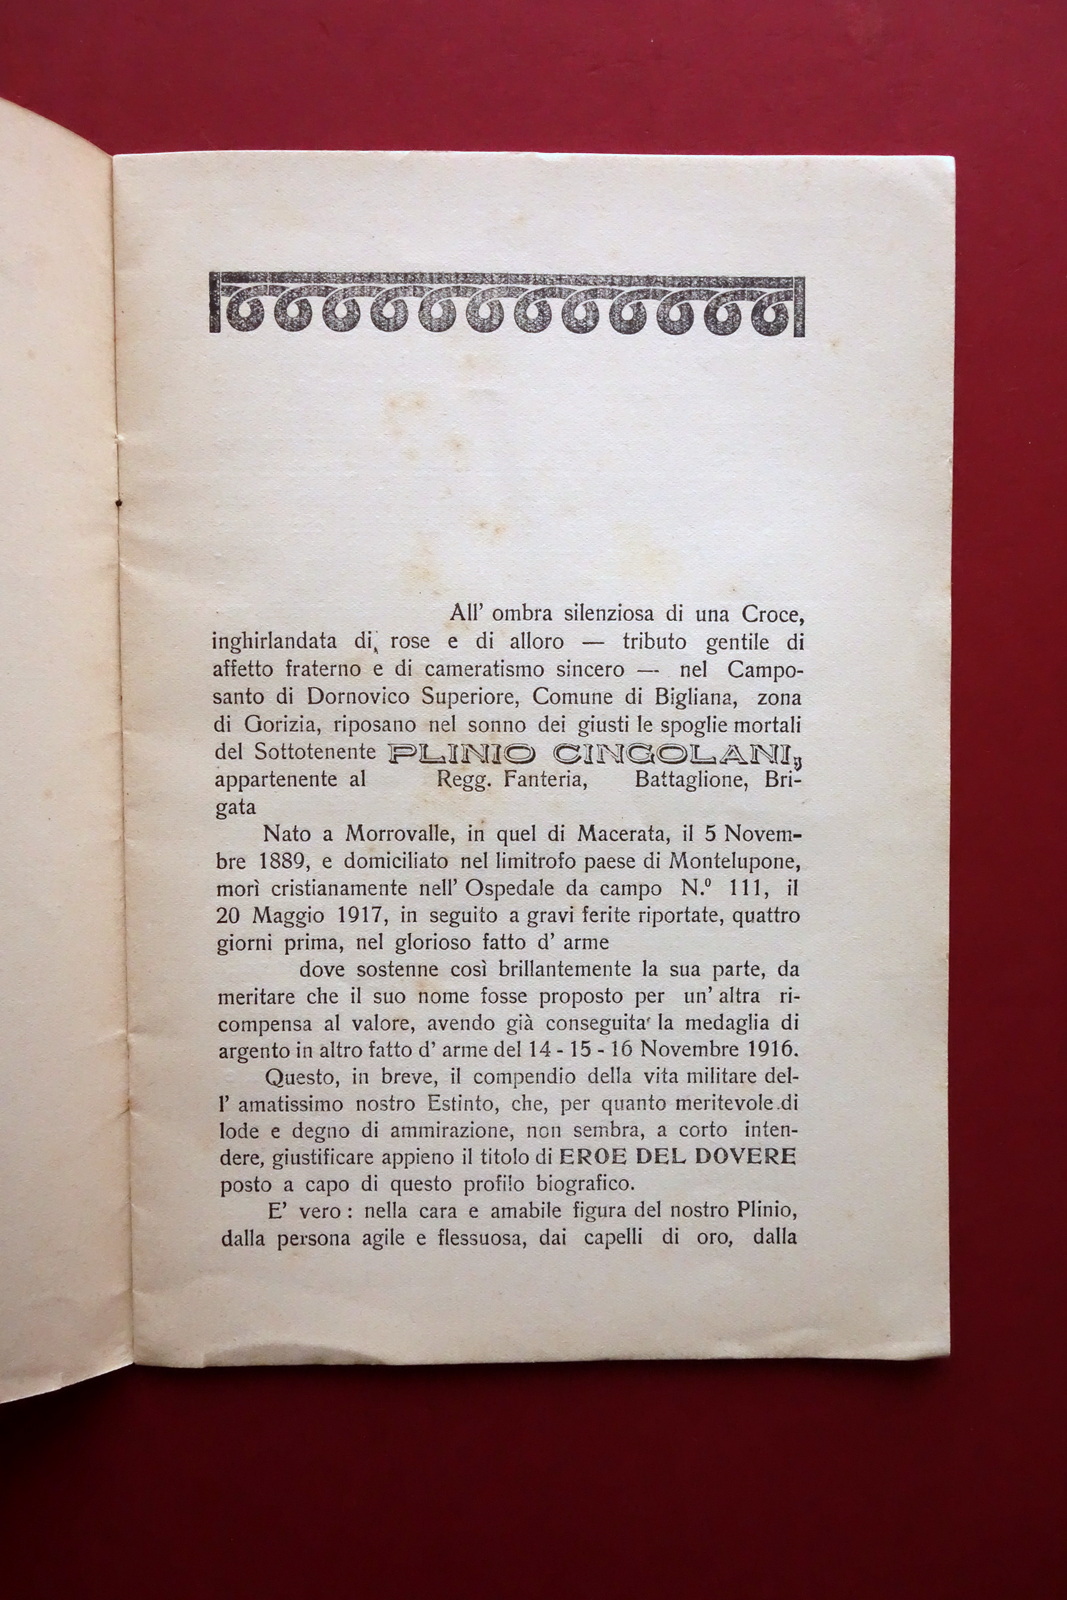 All' ombra silenziosa di una Croce,
inghirlandata di rose e di alloro — tributo gentile di
affetto fraterno e di cameratismo sincero — nel Campo-
santo di Dornovico Superiore, Comune di Bigliana, zona
di Gorizia, riposano nel sonno dei giusti le spoglie mortali
del Sottotenente PLINIO CINGOLANI,
appartenente al Regg. Fanteria, Battaglione, Bri-
gata
Nato a Morrovalle, in quel di Macerata, il 5 Novem-
bre 1889, e domiciliato nel limitrofo paese di Montelupone,
morì cristianamente nell' Ospedale da campo N.º 111, il
20 Maggio 1917, in seguito a gravi ferite riportate, quattro
giorni prima, nel glorioso fatto d' arme
dove sostenne così brillantemente la sua parte, da
meritare che il suo nome fosse proposto per un' altra ri-
compensa al valore, avendo già conseguita la medaglia di
argento in altro fatto d' arme del 14 - 15 - 16 Novembre 1916.
Questo, in breve, il compendio della vita militare del-
l' amatissimo nostro Estinto, che, per quanto meritevole di
lode e degno di ammirazione, non sembra, a corto inten-
dere, giustificare appieno il titolo di EROE DEL DOVERE
posto a capo di questo profilo biografico.
E' vero : nella cara e amabile figura del nostro Plinio,
dalla persona agile e flessuosa, dai capelli di oro, dalla